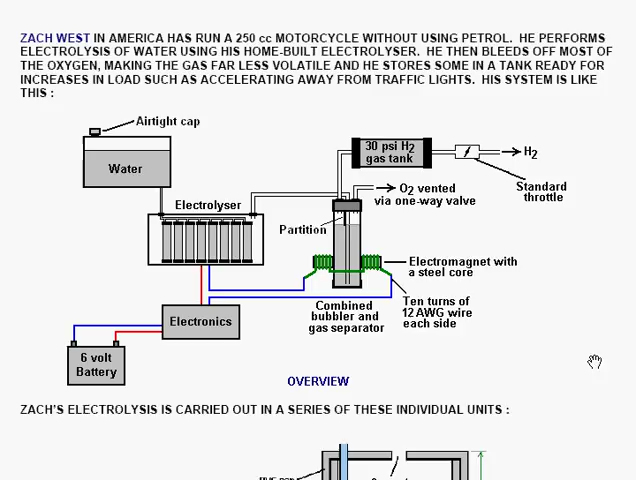 ZACH WEST IN AMERICA HAS RUN A 250 cc MOTORCYCLE WITHOUT USING PETROL. HE PERFORMS
ELECTROLYSIS OF WATER USING HIS HOME-BUILT ELECTROLYSER. HE THEN BLEEDS OFF MOST OF
THE OXYGEN, MAKING THE GAS FAR LESS VOLATILE AND HE STORES SOME IN A TANK READY FOR
INCREASES IN LOAD SUCH AS ACCELERATING AWAY FROM TRAFFIC LIGHTS. HIS SYSTEM IS LIKE
THIS :
Airtight cap
Water
30 psi H2
gas tank
H2
Standard
throttle
O2 vented
via one-way valve
Electrolyser
Partition
Electromagnet with
a steel core
Ten turns of
12 AWG wire
each side
Combined
bubbler and
gas separator
Electronics
6 volt
Battery
OVERVIEW
ZACH'S ELECTROLYSIS IS CARRIED OUT IN A SERIES OF THESE INDIVIDUAL UNITS :